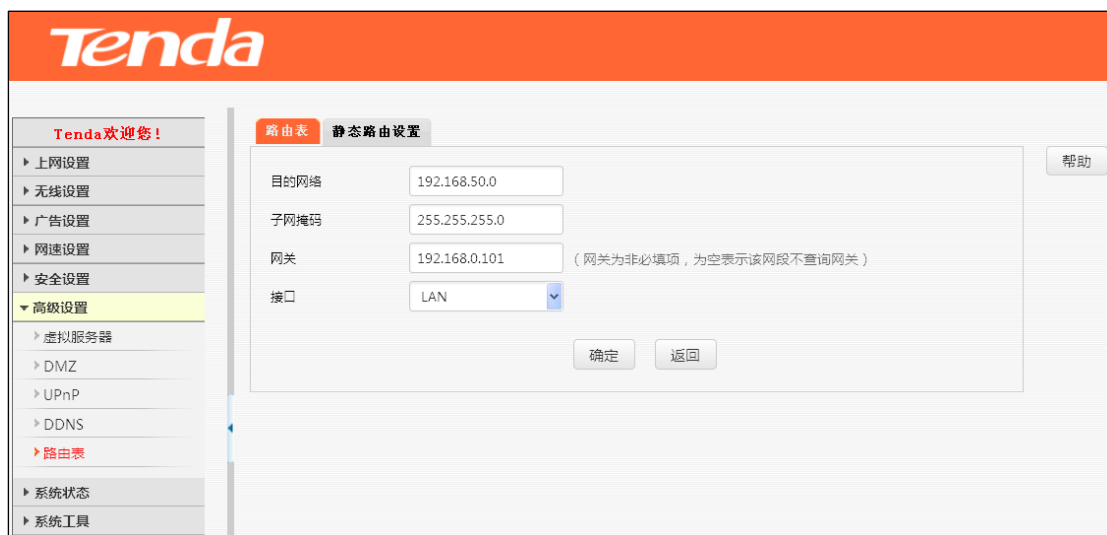 Tenda
Tenda欢迎您!
上网设置
无线设置
广告设置
网速设置
安全设置
高级设置
虚拟服务器
DMZ
UPnP
DDNS
路由表
系统状态
系统工具
路由表 静态路由设置
目的网络 192.168.50.0
子网掩码 255.255.255.0
网关 192.168.0.101 (网关为非必填项,为空表示该网段不查询网关)
接口 LAN
确定 返回
帮助